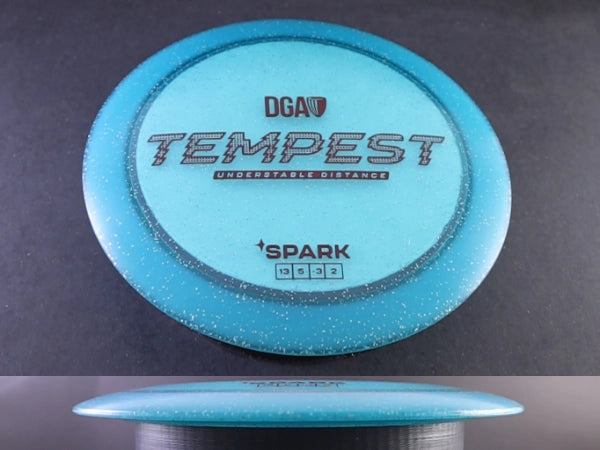 DGA
TEMPEST
UNDERSTABLE DISTANCE
SPARK
13 5 -3 2